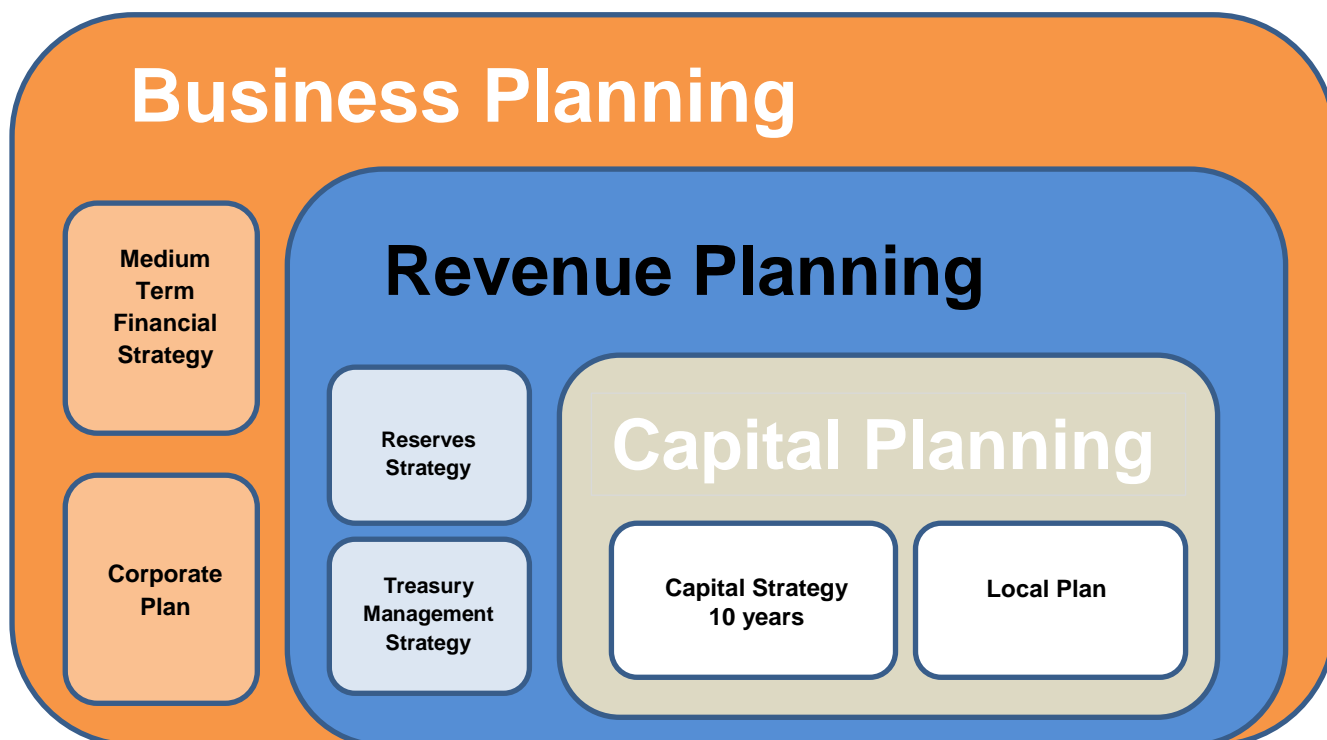 Business Planning
Medium
Term
Financial
Strategy
Corporate
Plan
Revenue Planning
Reserves
Strategy
Treasury
Management
Strategy
Capital Planning
Capital Strategy
10 years
Local Plan